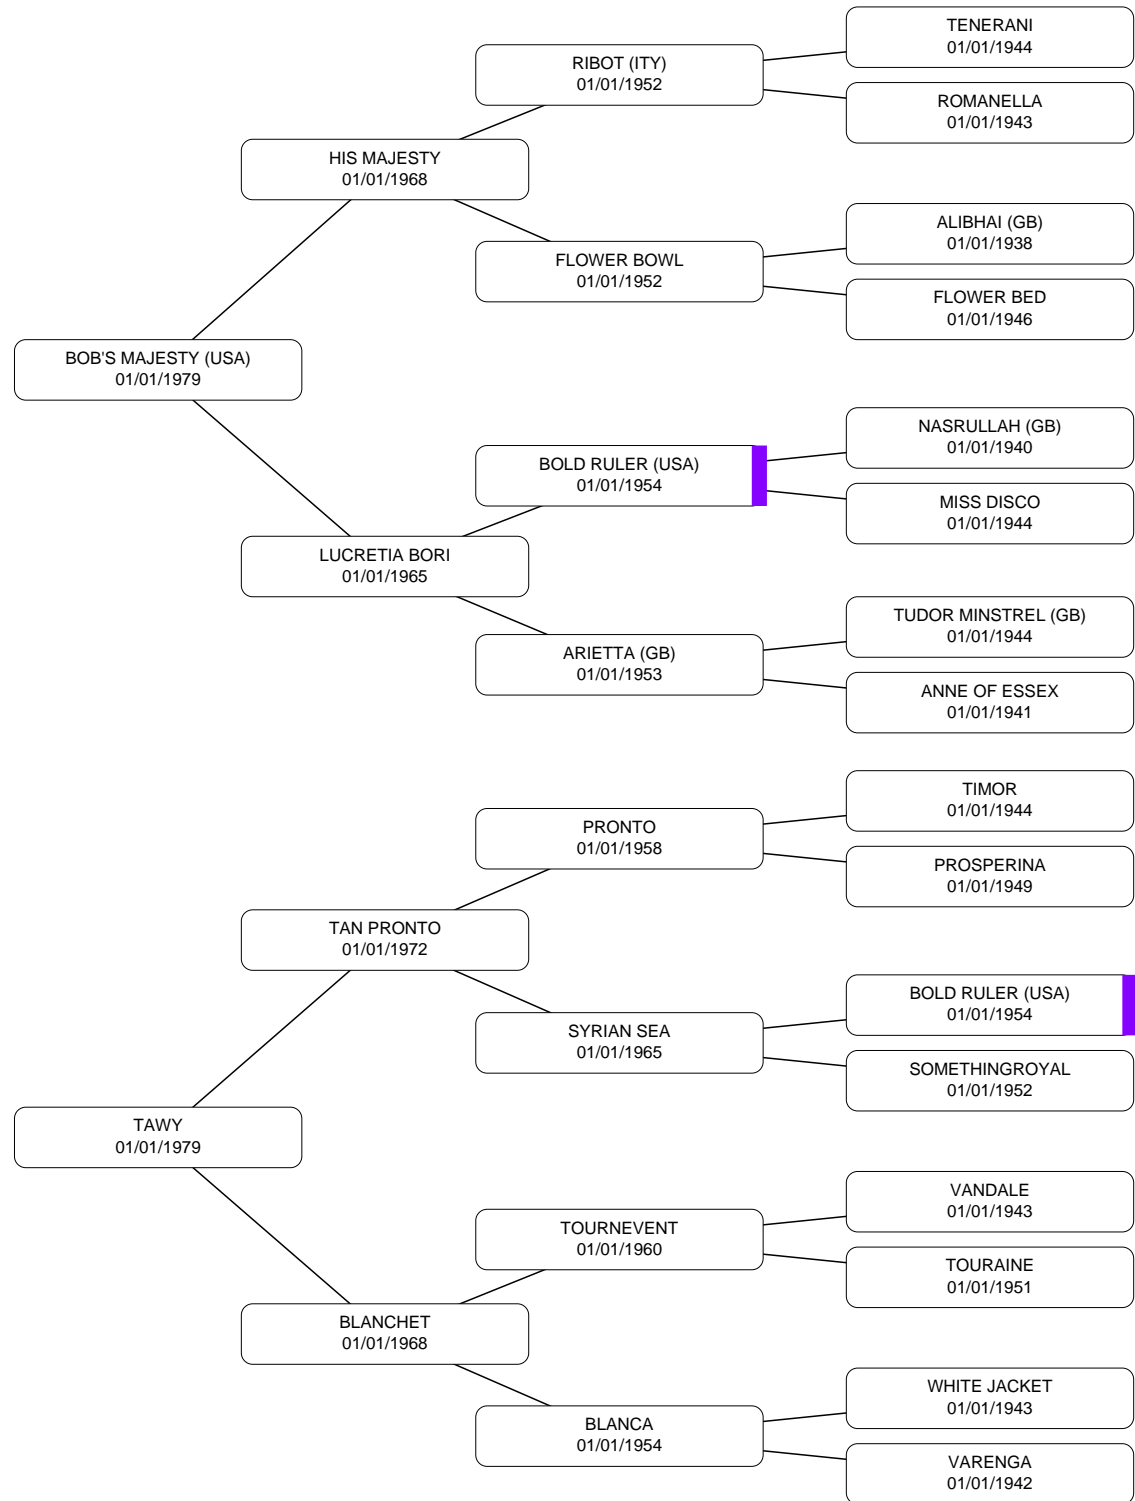 TENERANI
01/01/1944
RIBOT (ITY)
01/01/1952
ROMANELLA
01/01/1943
HIS MAJESTY
01/01/1968
ALIBHAI (GB)
01/01/1938
FLOWER BOWL
01/01/1952
FLOWER BED
01/01/1946
BOB'S MAJESTY (USA)
01/01/1979
NASRULLAH (GB)
01/01/1940
BOLD RULER (USA)
01/01/1954
MISS DISCO
01/01/1944
LUCRETIA BORI
01/01/1965
TUDOR MINSTREL (GB)
01/01/1944
ARIETTA (GB)
01/01/1953
ANNE OF ESSEX
01/01/1941
TIMOR
01/01/1944
PRONTO
01/01/1958
PROSPERINA
01/01/1949
TAN PRONTO
01/01/1972
BOLD RULER (USA)
01/01/1954
SYRIAN SEA
01/01/1965
SOMETHINGROYAL
01/01/1952
TAWY
01/01/1979
VANDALE
01/01/1943
TOURNEVENT
01/01/1960
TOURAINE
01/01/1951
BLANCHET
01/01/1968
WHITE JACKET
01/01/1943
BLANCA
01/01/1954
VARENGA
01/01/1942